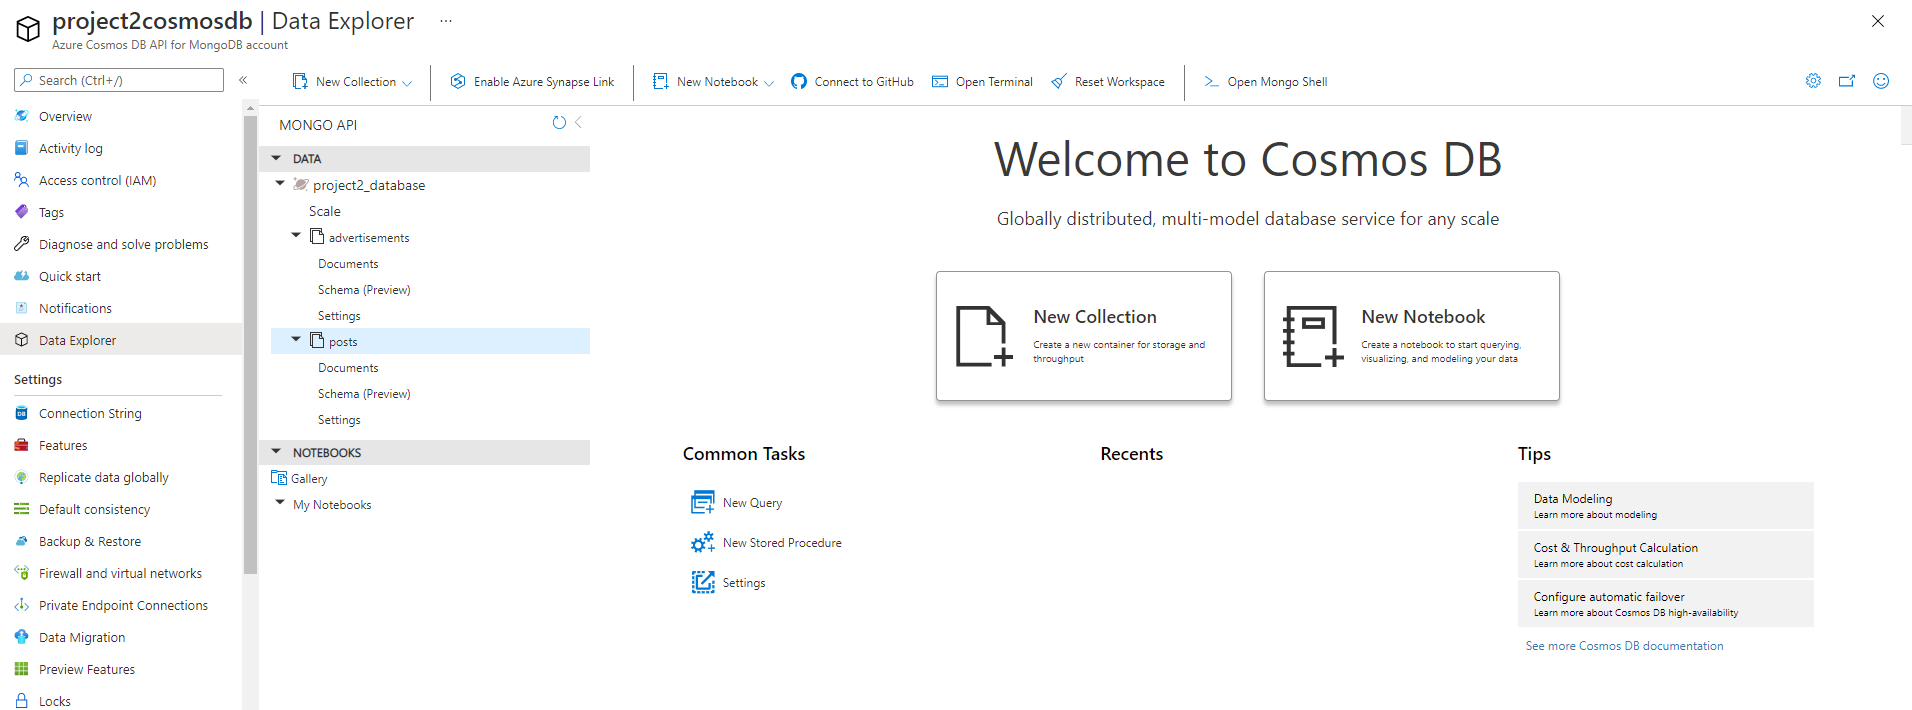 project2cosmosdb | Data Explorer ...
Azure Cosmos DB API for MongoDB account
Search (Ctrl+/)
Overview
Activity log
Access control (IAM)
Tags
Diagnose and solve problems
Quick start
Notifications
Data Explorer
Settings
Connection String
Features
Replicate data globally
Default consistency
Backup & Restore
Firewall and virtual networks
Private Endpoint Connections
Data Migration
Preview Features
Locks
New Collection
Enable Azure Synapse Link
New Notebook
Connect to GitHub
Open Terminal
Reset Workspace
Open Mongo Shell
MONGO API
DATA
project2_database
Scale
advertisements
Documents
Schema (Preview)
Settings
posts
Documents
Schema (Preview)
Settings
NOTEBOOKS
Gallery
My Notebooks
Welcome to Cosmos DB
Globally distributed, multi-model database service for any scale
New Collection
Create a new container for storage and
throughput
New Notebook
Create a notebook to start querying,
visualizing, and modeling your data
Common Tasks
New Query
New Stored Procedure
Settings
Recents
Tips
Data Modeling
Learn more about modeling
Cost & Throughput Calculation
Learn more about cost calculation
Configure automatic failover
Learn more about Cosmos DB high-availability
See more Cosmos DB documentation